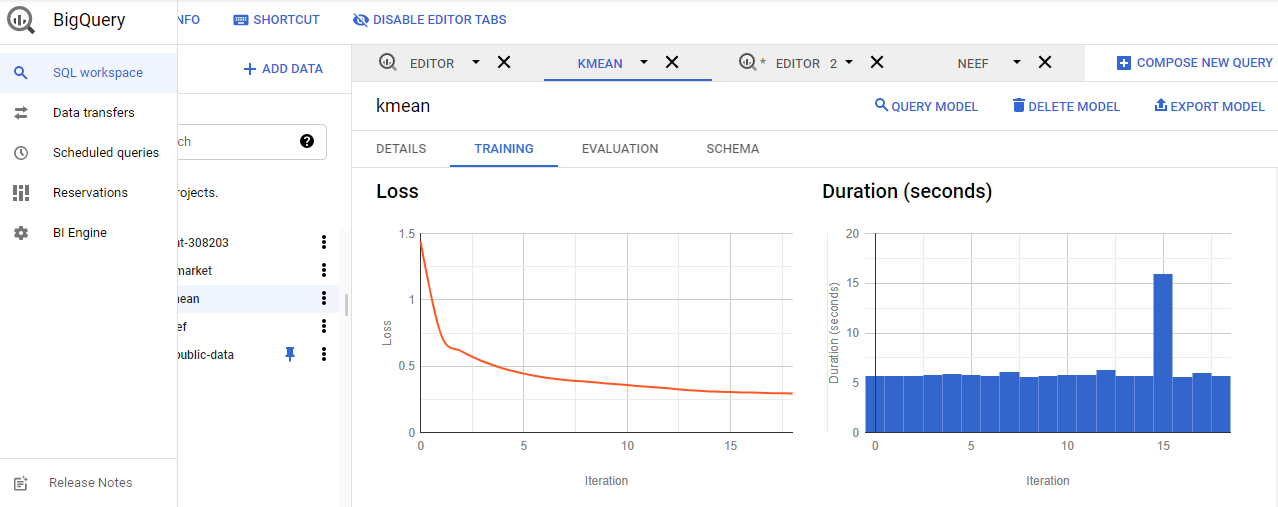 BigQuery
NFO
SHORTCUT
DISABLE EDITOR TABS
SQL workspace
Data transfers
Scheduled queries
Reservations
BI Engine
Release Notes
ADD DATA
ch
rojects.
nt-308203
market
mean
ef
public-data
EDITOR
KMEAN
* EDITOR 2
NEEF
COMPOSE NEW QUERY
kmean
QUERY MODEL
DELETE MODEL
EXPORT MODEL
DETAILS
TRAINING
EVALUATION
SCHEMA
Loss
1.5
1
0.5
0
Loss
0 5 10 15
Iteration
Duration (seconds)
20
15
10
5
0
Duration (seconds)
0 5 10 15
Iteration